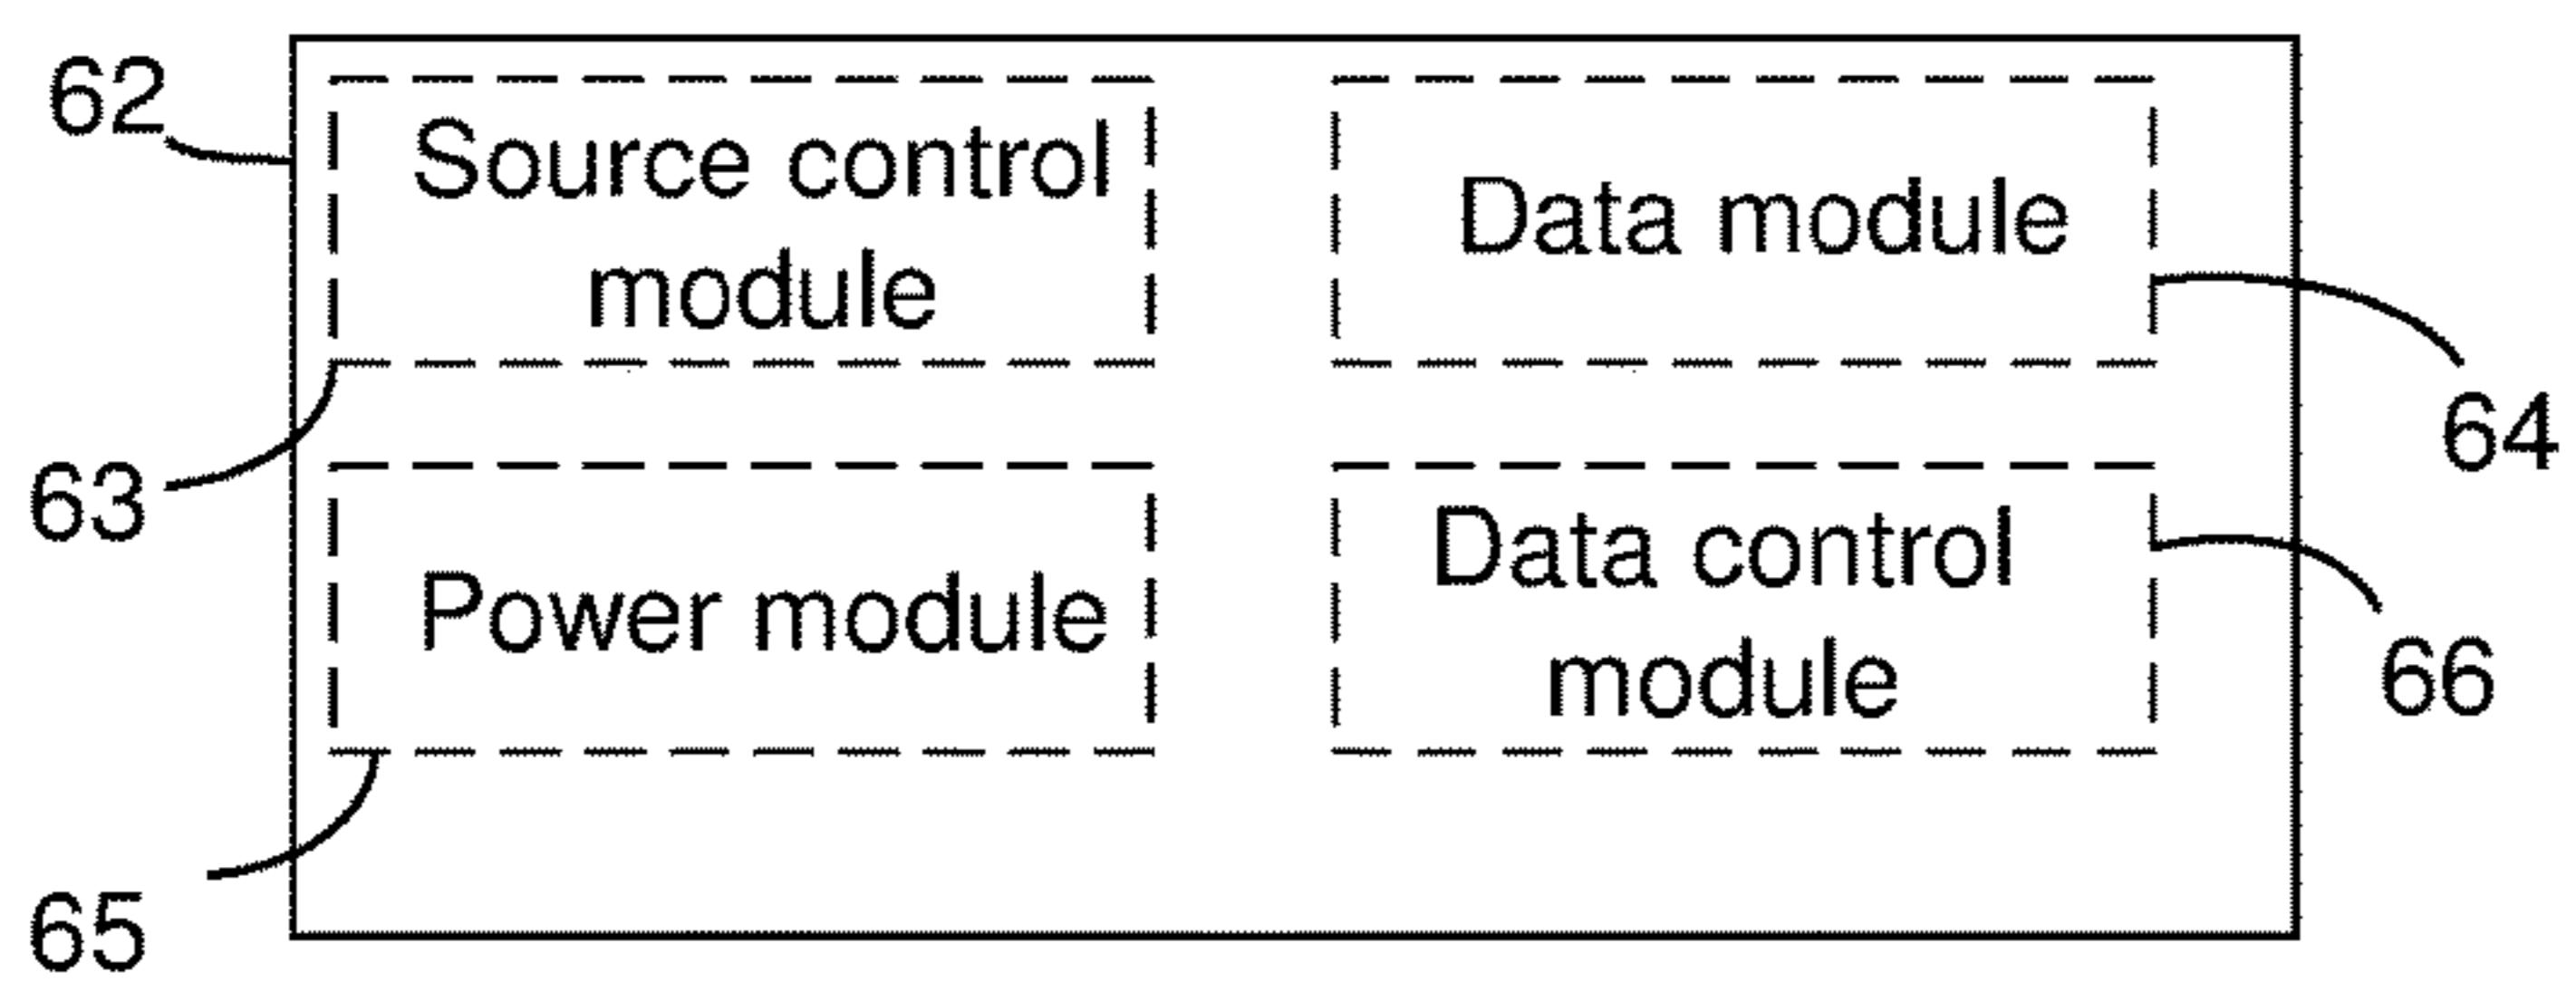 62
Source control
module
Data module
64
63
Power module
Data control
module
66
65